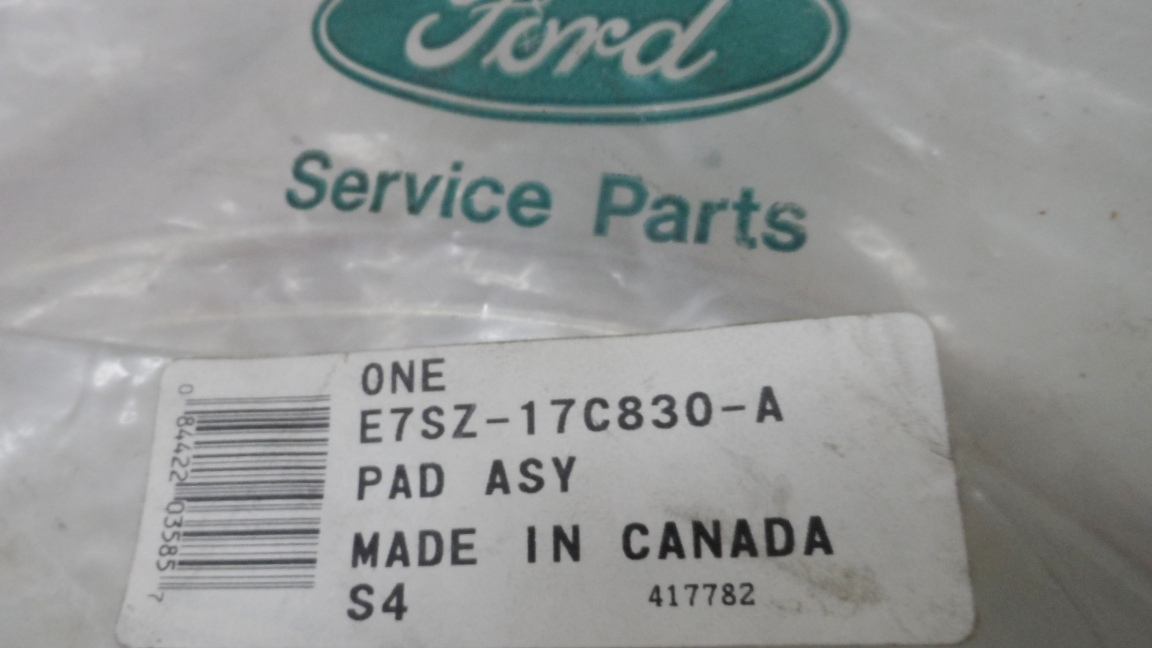 Ford
Service Parts
ONE
E7SZ-17C830-A
PAD ASY
MADE IN CANADA
S4 417782
0 84422 03585 7